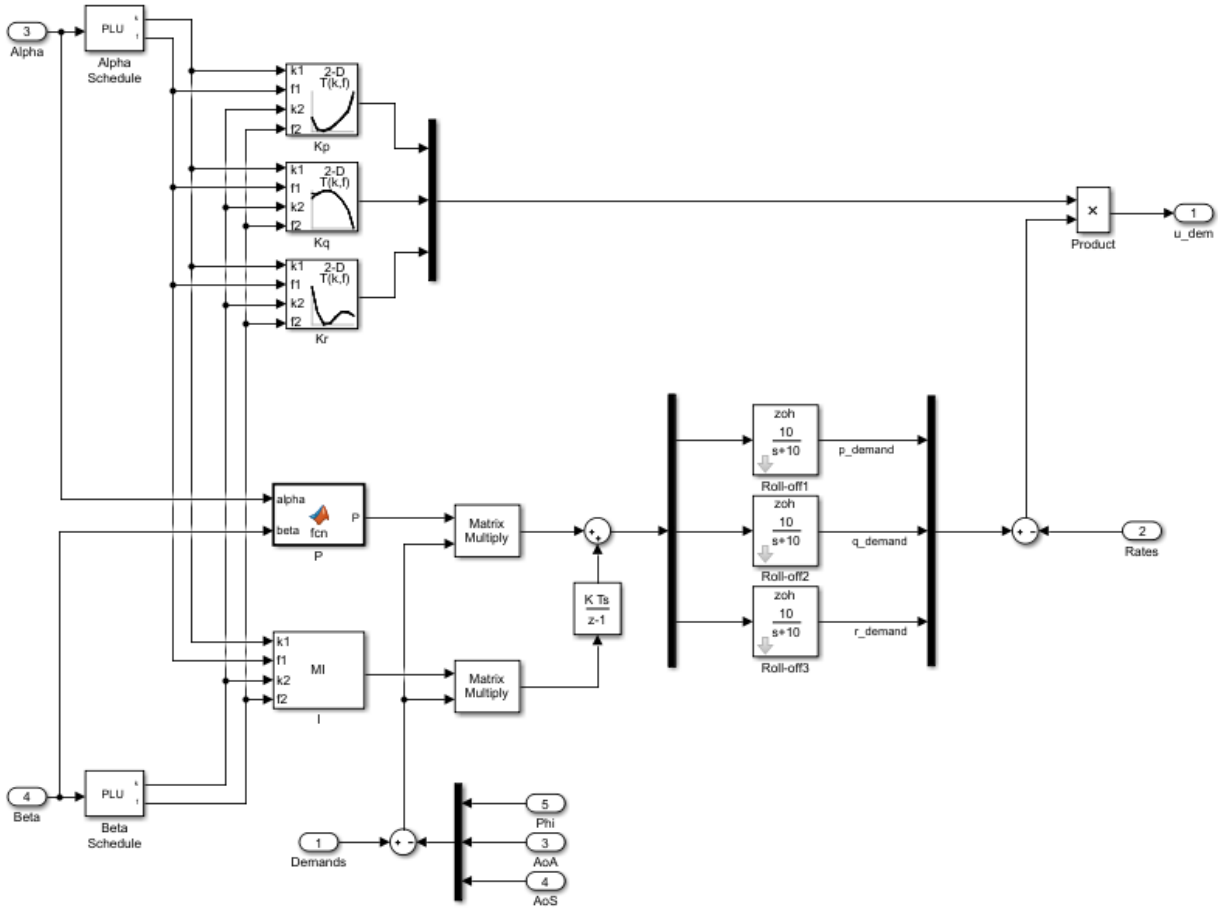 3
Alpha
PLU
k
f
Alpha
Schedule
k1
f1
k2
f2
2-D
T(k,f)
Kp
k1
f1
k2
f2
2-D
T(k,f)
Kq
k1
f1
k2
f2
2-D
T(k,f)
Kr
×
Product
1
u_dem
alpha
beta
fcn
P
P
Matrix
Multiply
+
+
K Ts
z-1
zoh
10
s+10
Roll-off1
p_demand
zoh
10
s+10
Roll-off2
q_demand
zoh
10
s+10
Roll-off3
r_demand
+ -
2
Rates
k1
f1
k2
f2
MI
I
Matrix
Multiply
4
Beta
PLU
k
f
Beta
Schedule
1
Demands
+ -
5
Phi
3
AoA
4
AoS